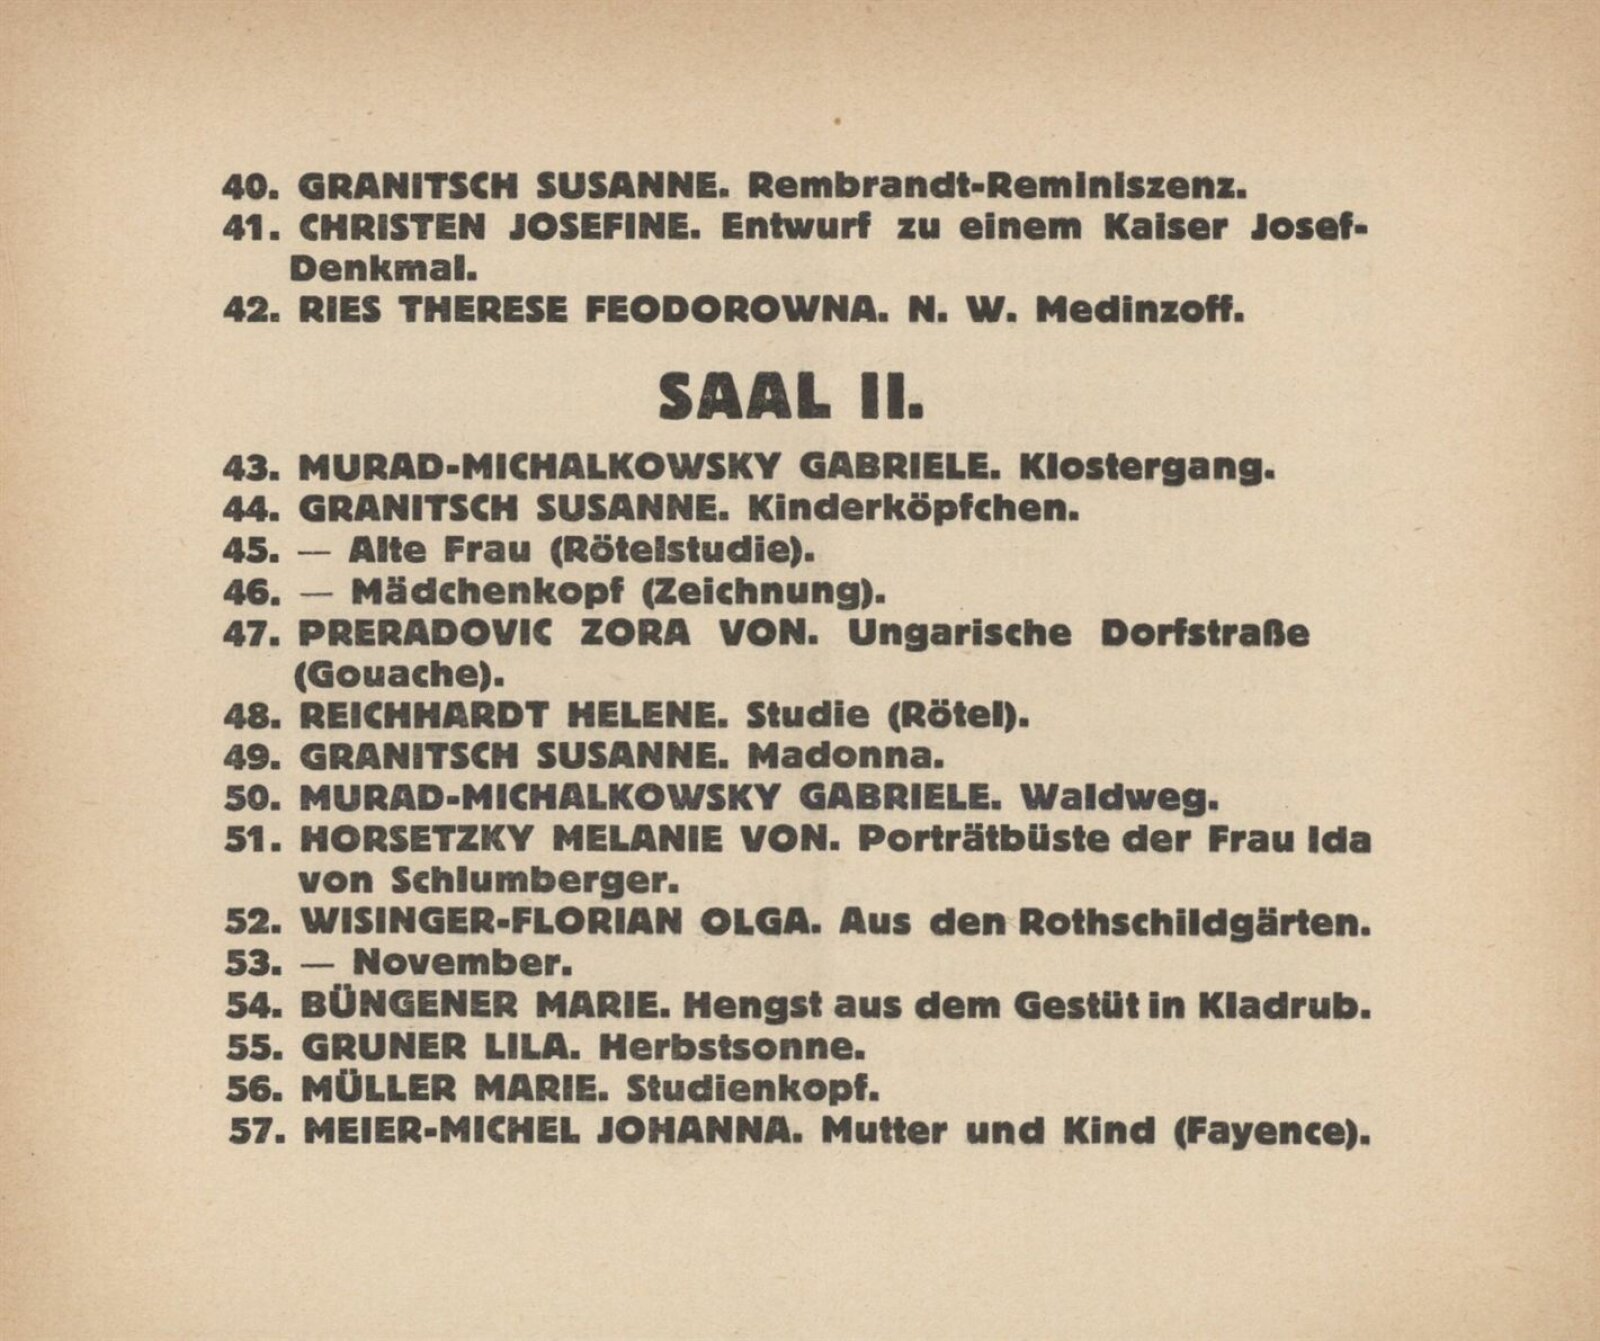 40. GRANITSCH SUSANNE. Rembrandt-Reminiszenz.
41. CHRISTEN JOSEFINE. Entwurf zu einem Kaiser Josef-
Denkmal.
42. RIES THERESE FEODOROWNA. N. W. Medinzoff.
SAAL II.
43. MURAD-MICHALKOWSKY GABRIELE. Klostergang.
44. GRANITSCH SUSANNE. Kinderköpfchen.
45. — Alte Frau (Rötelstudie).
46. — Mädchenkopf (Zeichnung).
47. PRERADOVIC ZORA VON. Ungarische Dorfstraße
(Gouache).
48. REICHHARDT HELENE. Studie (Rötel).
49. GRANITSCH SUSANNE. Madonna.
50. MURAD-MICHALKOWSKY GABRIELE. Waldweg.
51. HORSETZKY MELANIE VON. Porträtbüste der Frau Ida
von Schlumberger.
52. WISINGER-FLORIAN OLGA. Aus den Rothschildgärten.
53. — November.
54. BÜNGENER MARIE. Hengst aus dem Gestüt in Kladrub.
55. GRUNER LILA. Herbstsonne.
56. MÜLLER MARIE. Studienkopf.
57. MEIER-MICHEL JOHANNA. Mutter und Kind (Fayence).